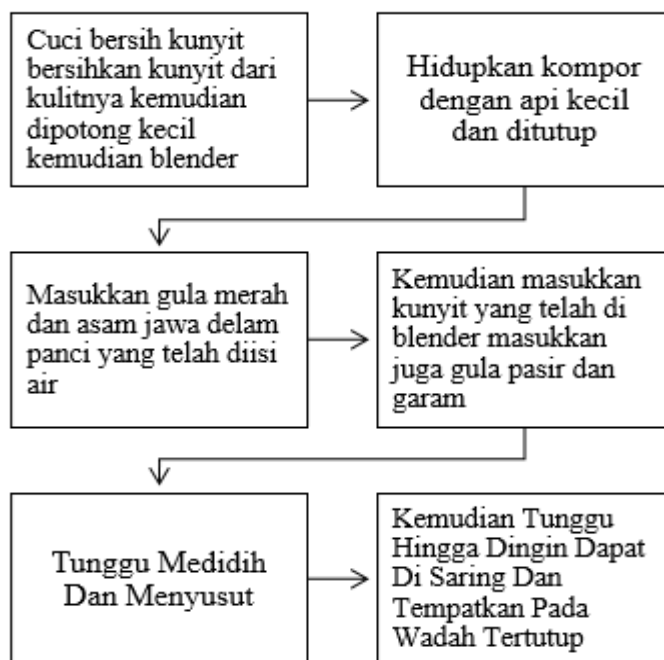 Cuci bersih kunyit
bersihkan kunyit dari
kulitnya kemudian
dipotong kecil
kemudian blender
Hidupkan kompor
dengan api kecil
dan ditutup
Masukkan gula merah
dan asam jawa delam
panci yang telah diisi
air
Kemudian masukkan
kunyit yang telah di
blender masukkan
juga gula pasir dan
garam
Tunggu Medidih
Dan Menyusut
Kemudian Tunggu
Hingga Dingin Dapat
Di Saring Dan
Tempatkan Pada
Wadah Tertutup